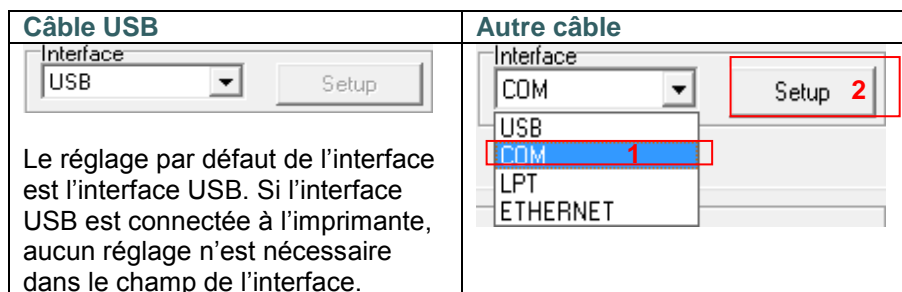 Câble USB
Interface
USB
Setup
Le réglage par défaut de l’interface
est l’interface USB. Si l’interface
USB est connectée à l’imprimante,
aucun réglage n’est nécessaire
dans le champ de l’interface.
Autre câble
Interface
COM
Setup 2
USB
COM 1
LPT
ETHERNET